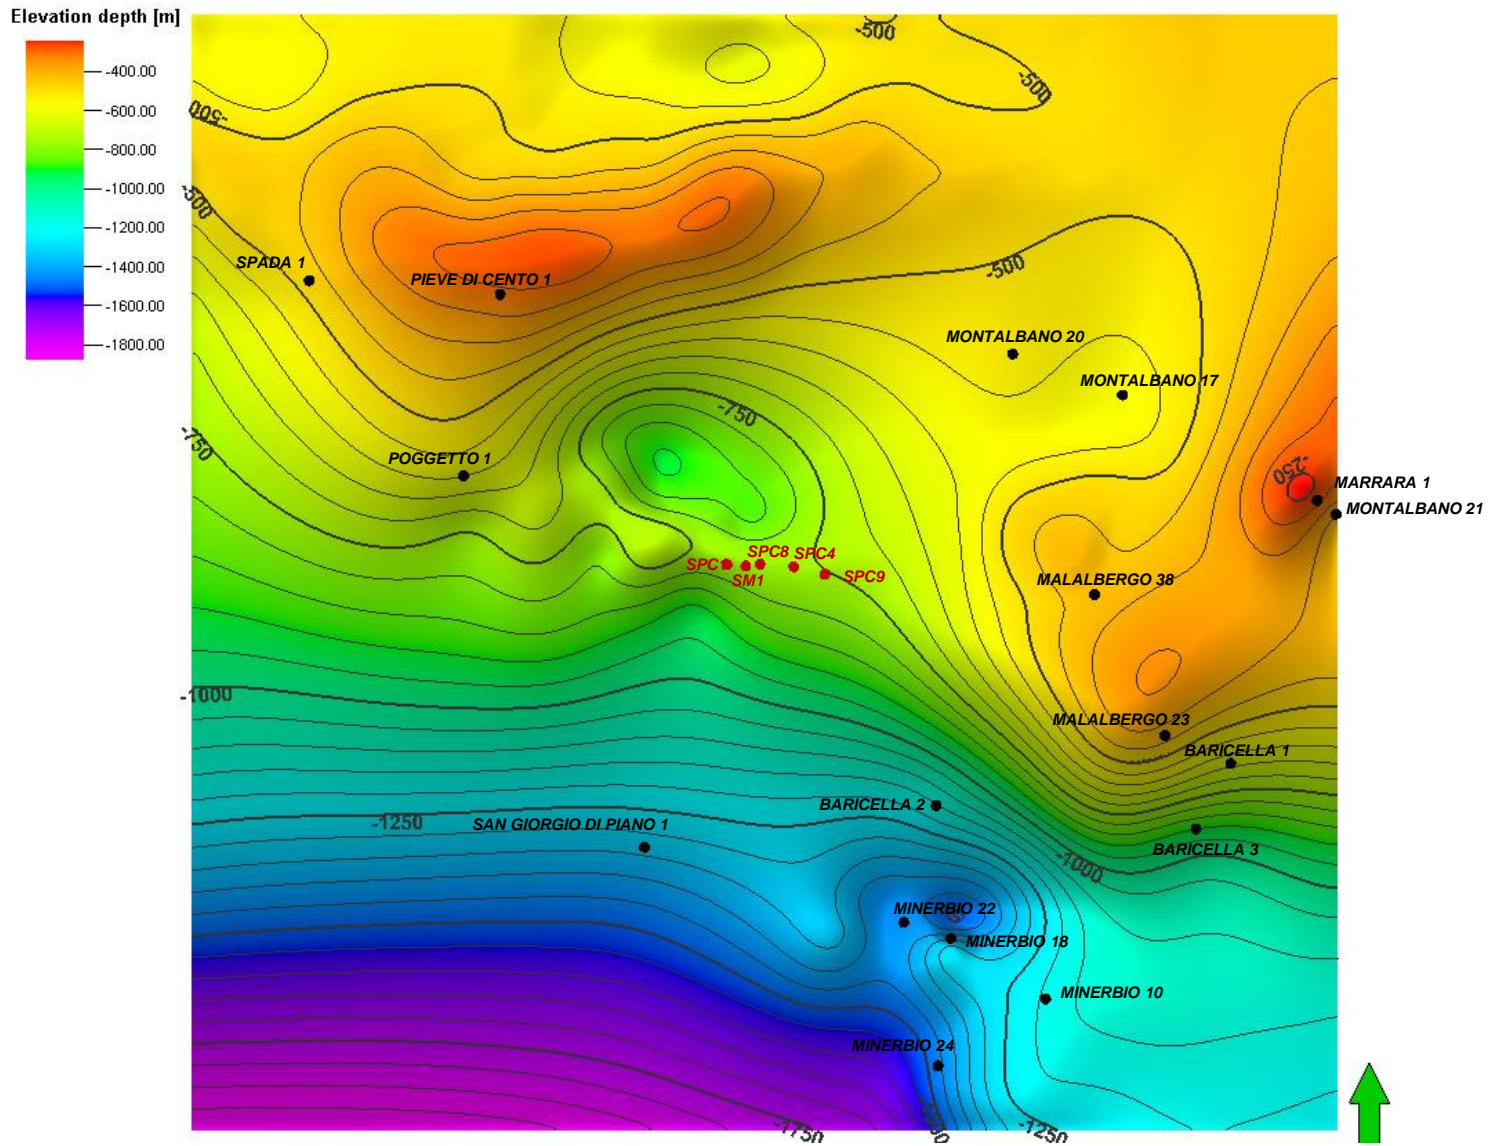 Elevation depth [m]
-400.00
-600.00
-800.00
-1000.00
-1200.00
-1400.00
-1600.00
-1800.00
-500
-500
-500
-500
SPADA 1
PIEVE DI CENTO 1
-500
MONTALBANO 20
MONTALBANO 17
-750
-750
POGGETTO 1
-250
MARRARA 1
MONTALBANO 21
SPC1
SM1
SPC8
SPC4
SPC9
MALALBERGO 38
-1000
MALALBERGO 23
BARICELLA 1
BARICELLA 2
-1250
SAN GIORGIO DI PIANO 1
BARICELLA 3
-1000
MINERBIO 22
MINERBIO 18
MINERBIO 10
MINERBIO 24
-1750
-1500
-1250